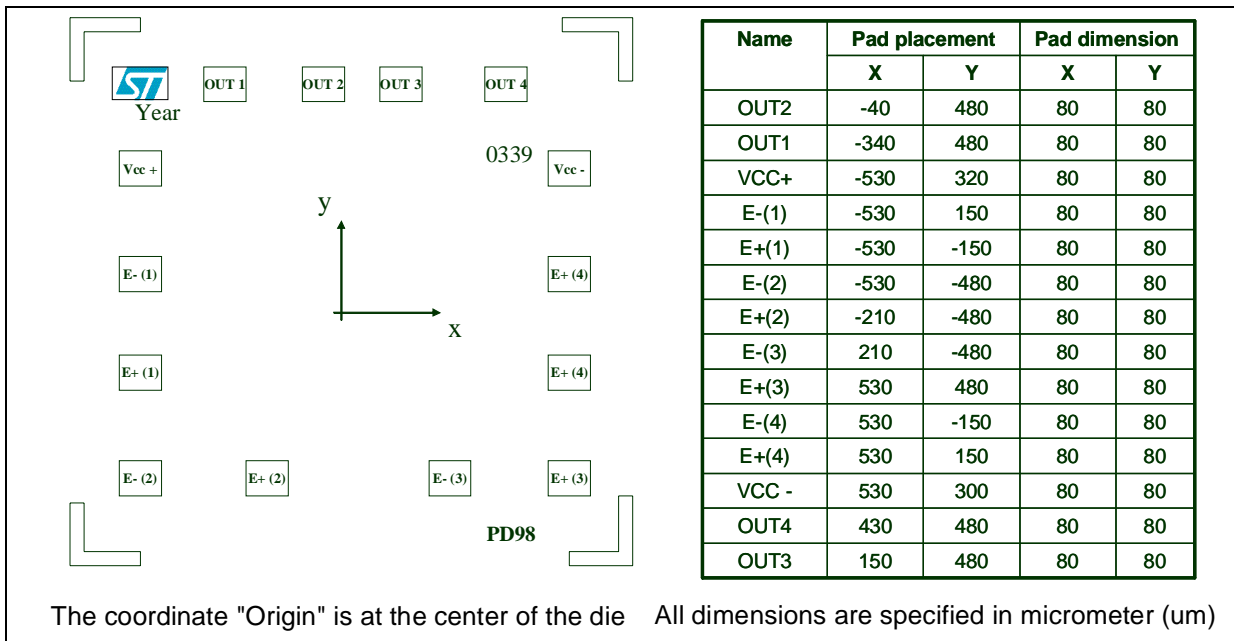 ST
OUT 1 OUT 2 OUT 3 OUT 4
Year
0339
Vcc + Vcc -
y
E- (1) E+ (4)
x
E+ (1) E+ (4)
E- (2) E+ (2) E- (3) E+ (3)
PD98
The coordinate "Origin" is at the center of the die
Name Pad placement Pad dimension
X Y X Y
OUT2 -40 480 80 80
OUT1 -340 480 80 80
VCC+ -530 320 80 80
E-(1) -530 150 80 80
E+(1) -530 -150 80 80
E-(2) -530 -480 80 80
E+(2) -210 -480 80 80
E-(3) 210 -480 80 80
E+(3) 530 480 80 80
E-(4) 530 -150 80 80
E+(4) 530 150 80 80
VCC - 530 300 80 80
OUT4 430 480 80 80
OUT3 150 480 80 80
All dimensions are specified in micrometer (um)